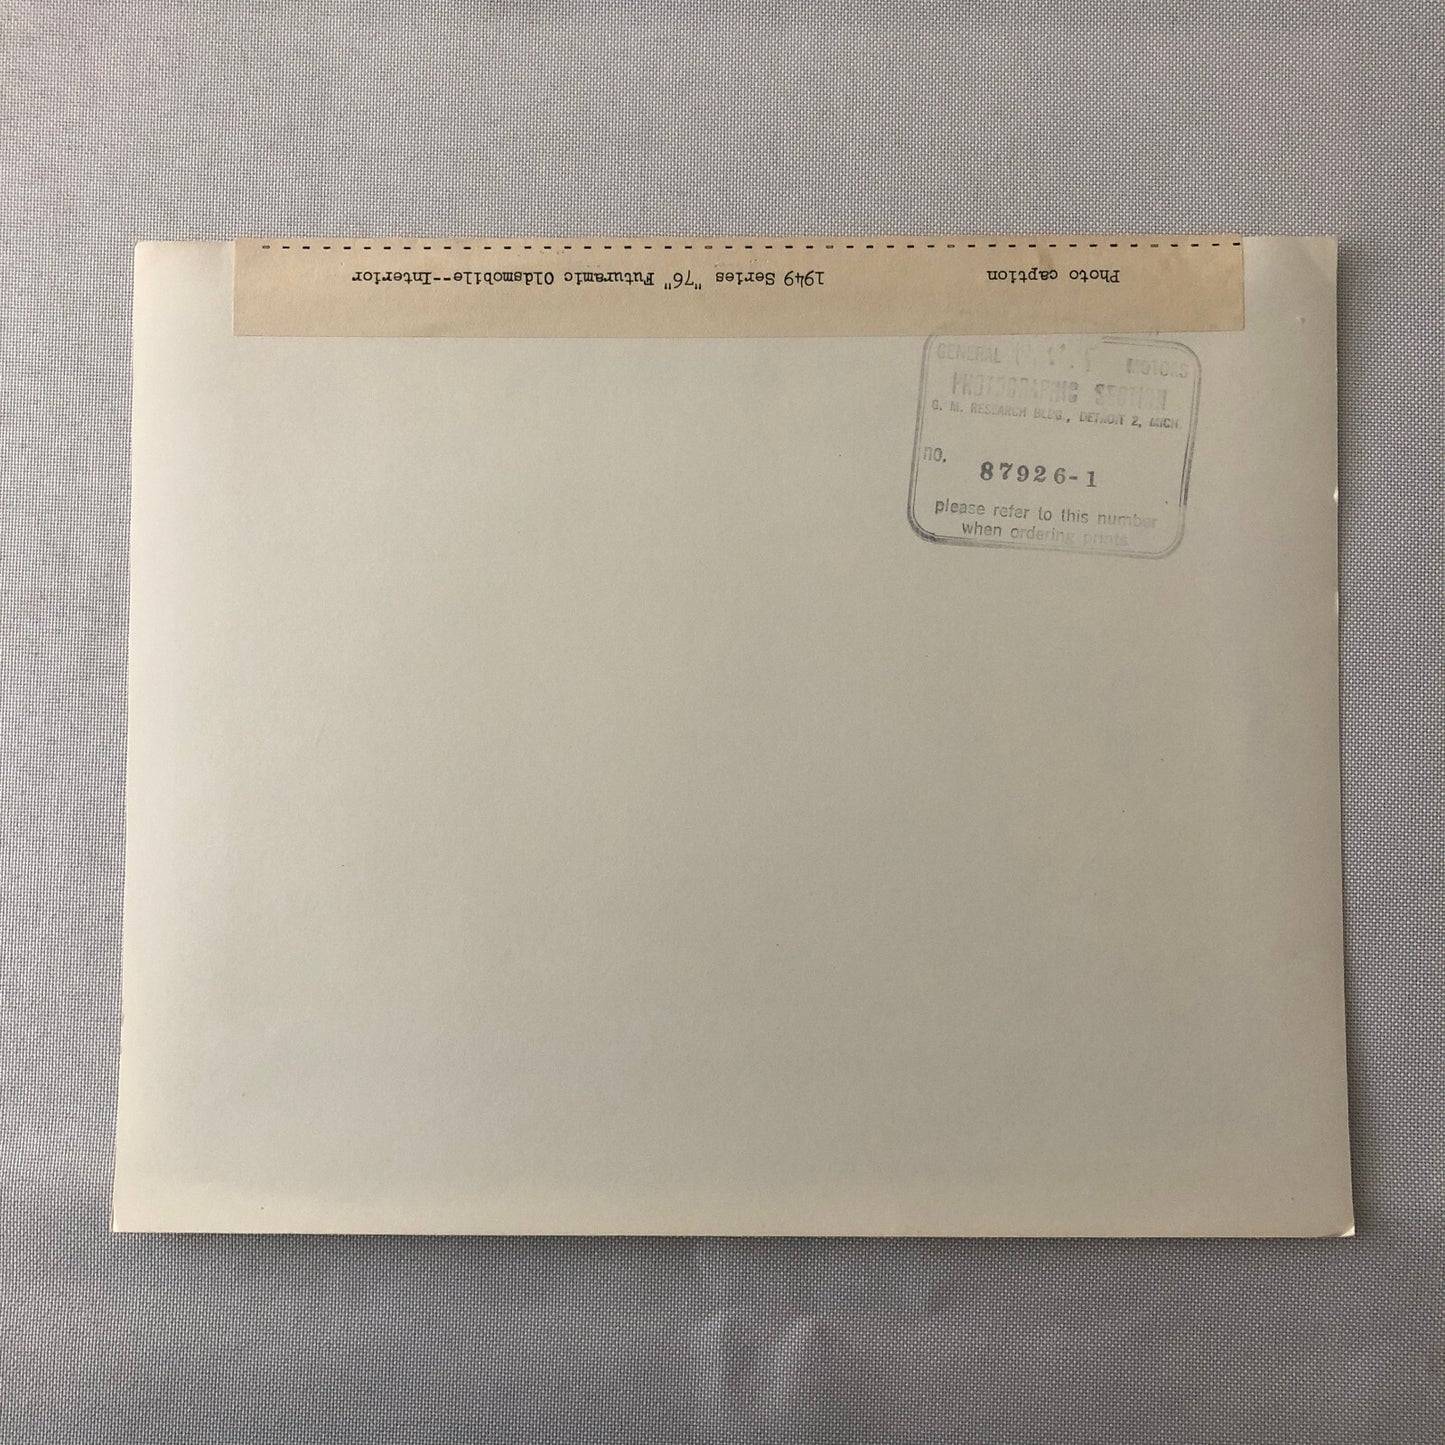 Photo caption 1949 Series "76" Futuramic Oldsmobile--Interior
GENERAL MOTORS
PHOTOGRAPHIC SECTION
G. M. RESEARCH BLDG., DETROIT 2, MICH.
no. 87926-1
please refer to this number
when ordering prints